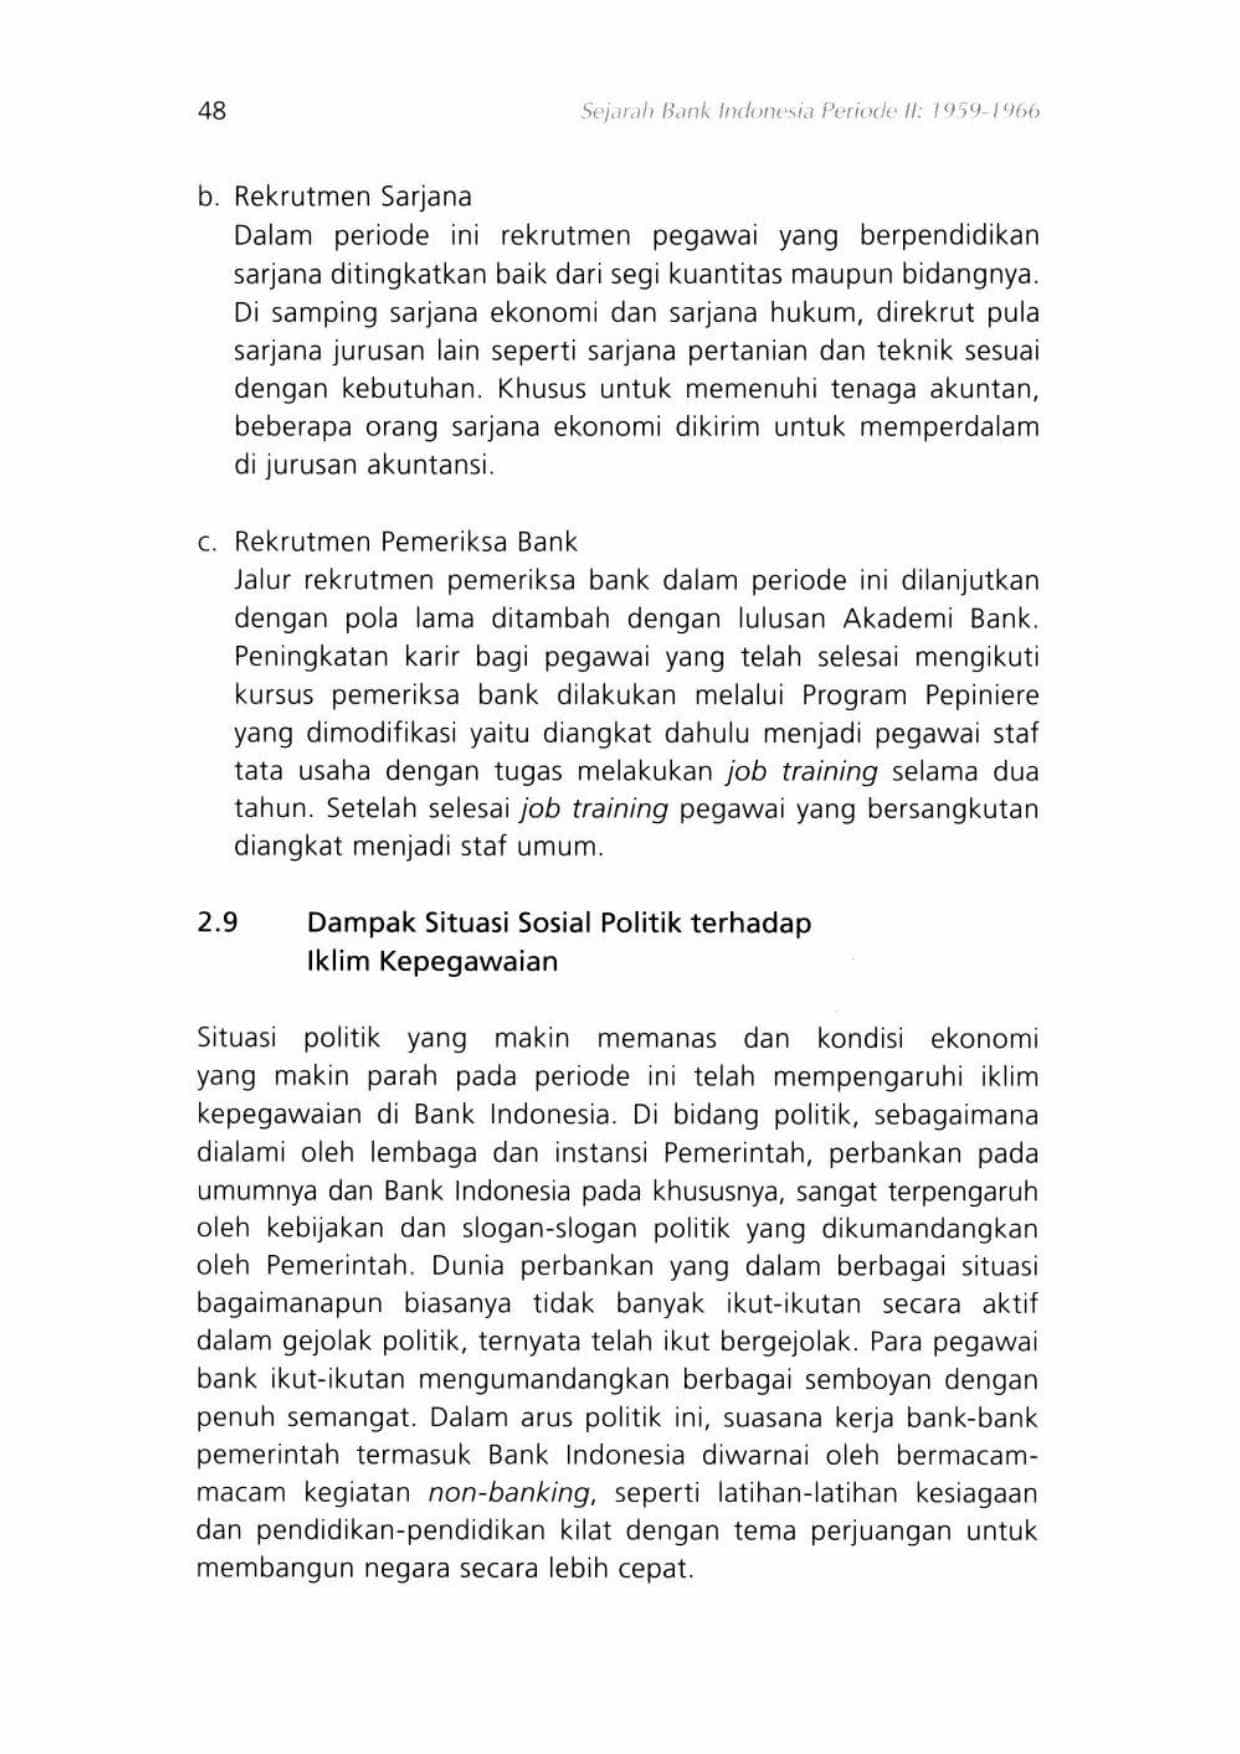 48
Sejarah Bank Indonesia Periode II: 1959-1966
b. Rekrutmen Sarjana
Dalam periode ini rekrutmen pegawai yang berpendidikan
sarjana ditingkatkan baik dari segi kuantitas maupun bidangnya.
Di samping sarjana ekonomi dan sarjana hukum, direkrut pula
sarjana jurusan lain seperti sarjana pertanian dan teknik sesuai
dengan kebutuhan. Khusus untuk memenuhi tenaga akuntan,
beberapa orang sarjana ekonomi dikirim untuk memperdalam
di jurusan akuntansi.
c. Rekrutmen Pemeriksa Bank
Jalur rekrutmen pemeriksa bank dalam periode ini dilanjutkan
dengan pola lama ditambah dengan lulusan Akademi Bank.
Peningkatan karir bagi pegawai yang telah selesai mengikuti
kursus pemeriksa bank dilakukan melalui Program Pepiniere
yang dimodifikasi yaitu diangkat dahulu menjadi pegawai staf
tata usaha dengan tugas melakukan job training selama dua
tahun. Setelah selesai job training pegawai yang bersangkutan
diangkat menjadi staf umum.
2.9 Dampak Situasi Sosial Politik terhadap
Iklim Kepegawaian
Situasi politik yang makin memanas dan kondisi ekonomi
yang makin parah pada periode ini telah mempengaruhi iklim
kepegawaian di Bank Indonesia. Di bidang politik, sebagaimana
dialami oleh lembaga dan instansi Pemerintah, perbankan pada
umumnya dan Bank Indonesia pada khususnya, sangat terpengaruh
oleh kebijakan dan slogan-slogan politik yang dikumandangkan
oleh Pemerintah. Dunia perbankan yang dalam berbagai situasi
bagaimanapun biasanya tidak banyak ikut-ikutan secara aktif
dalam gejolak politik, ternyata telah ikut bergejolak. Para pegawai
bank ikut-ikutan mengumandangkan berbagai semboyan dengan
penuh semangat. Dalam arus politik ini, suasana kerja bank-bank
pemerintah termasuk Bank Indonesia diwarnai oleh bermacam-
macam kegiatan non-banking, seperti latihan-latihan kesiagaan
dan pendidikan-pendidikan kilat dengan tema perjuangan untuk
membangun negara secara lebih cepat.